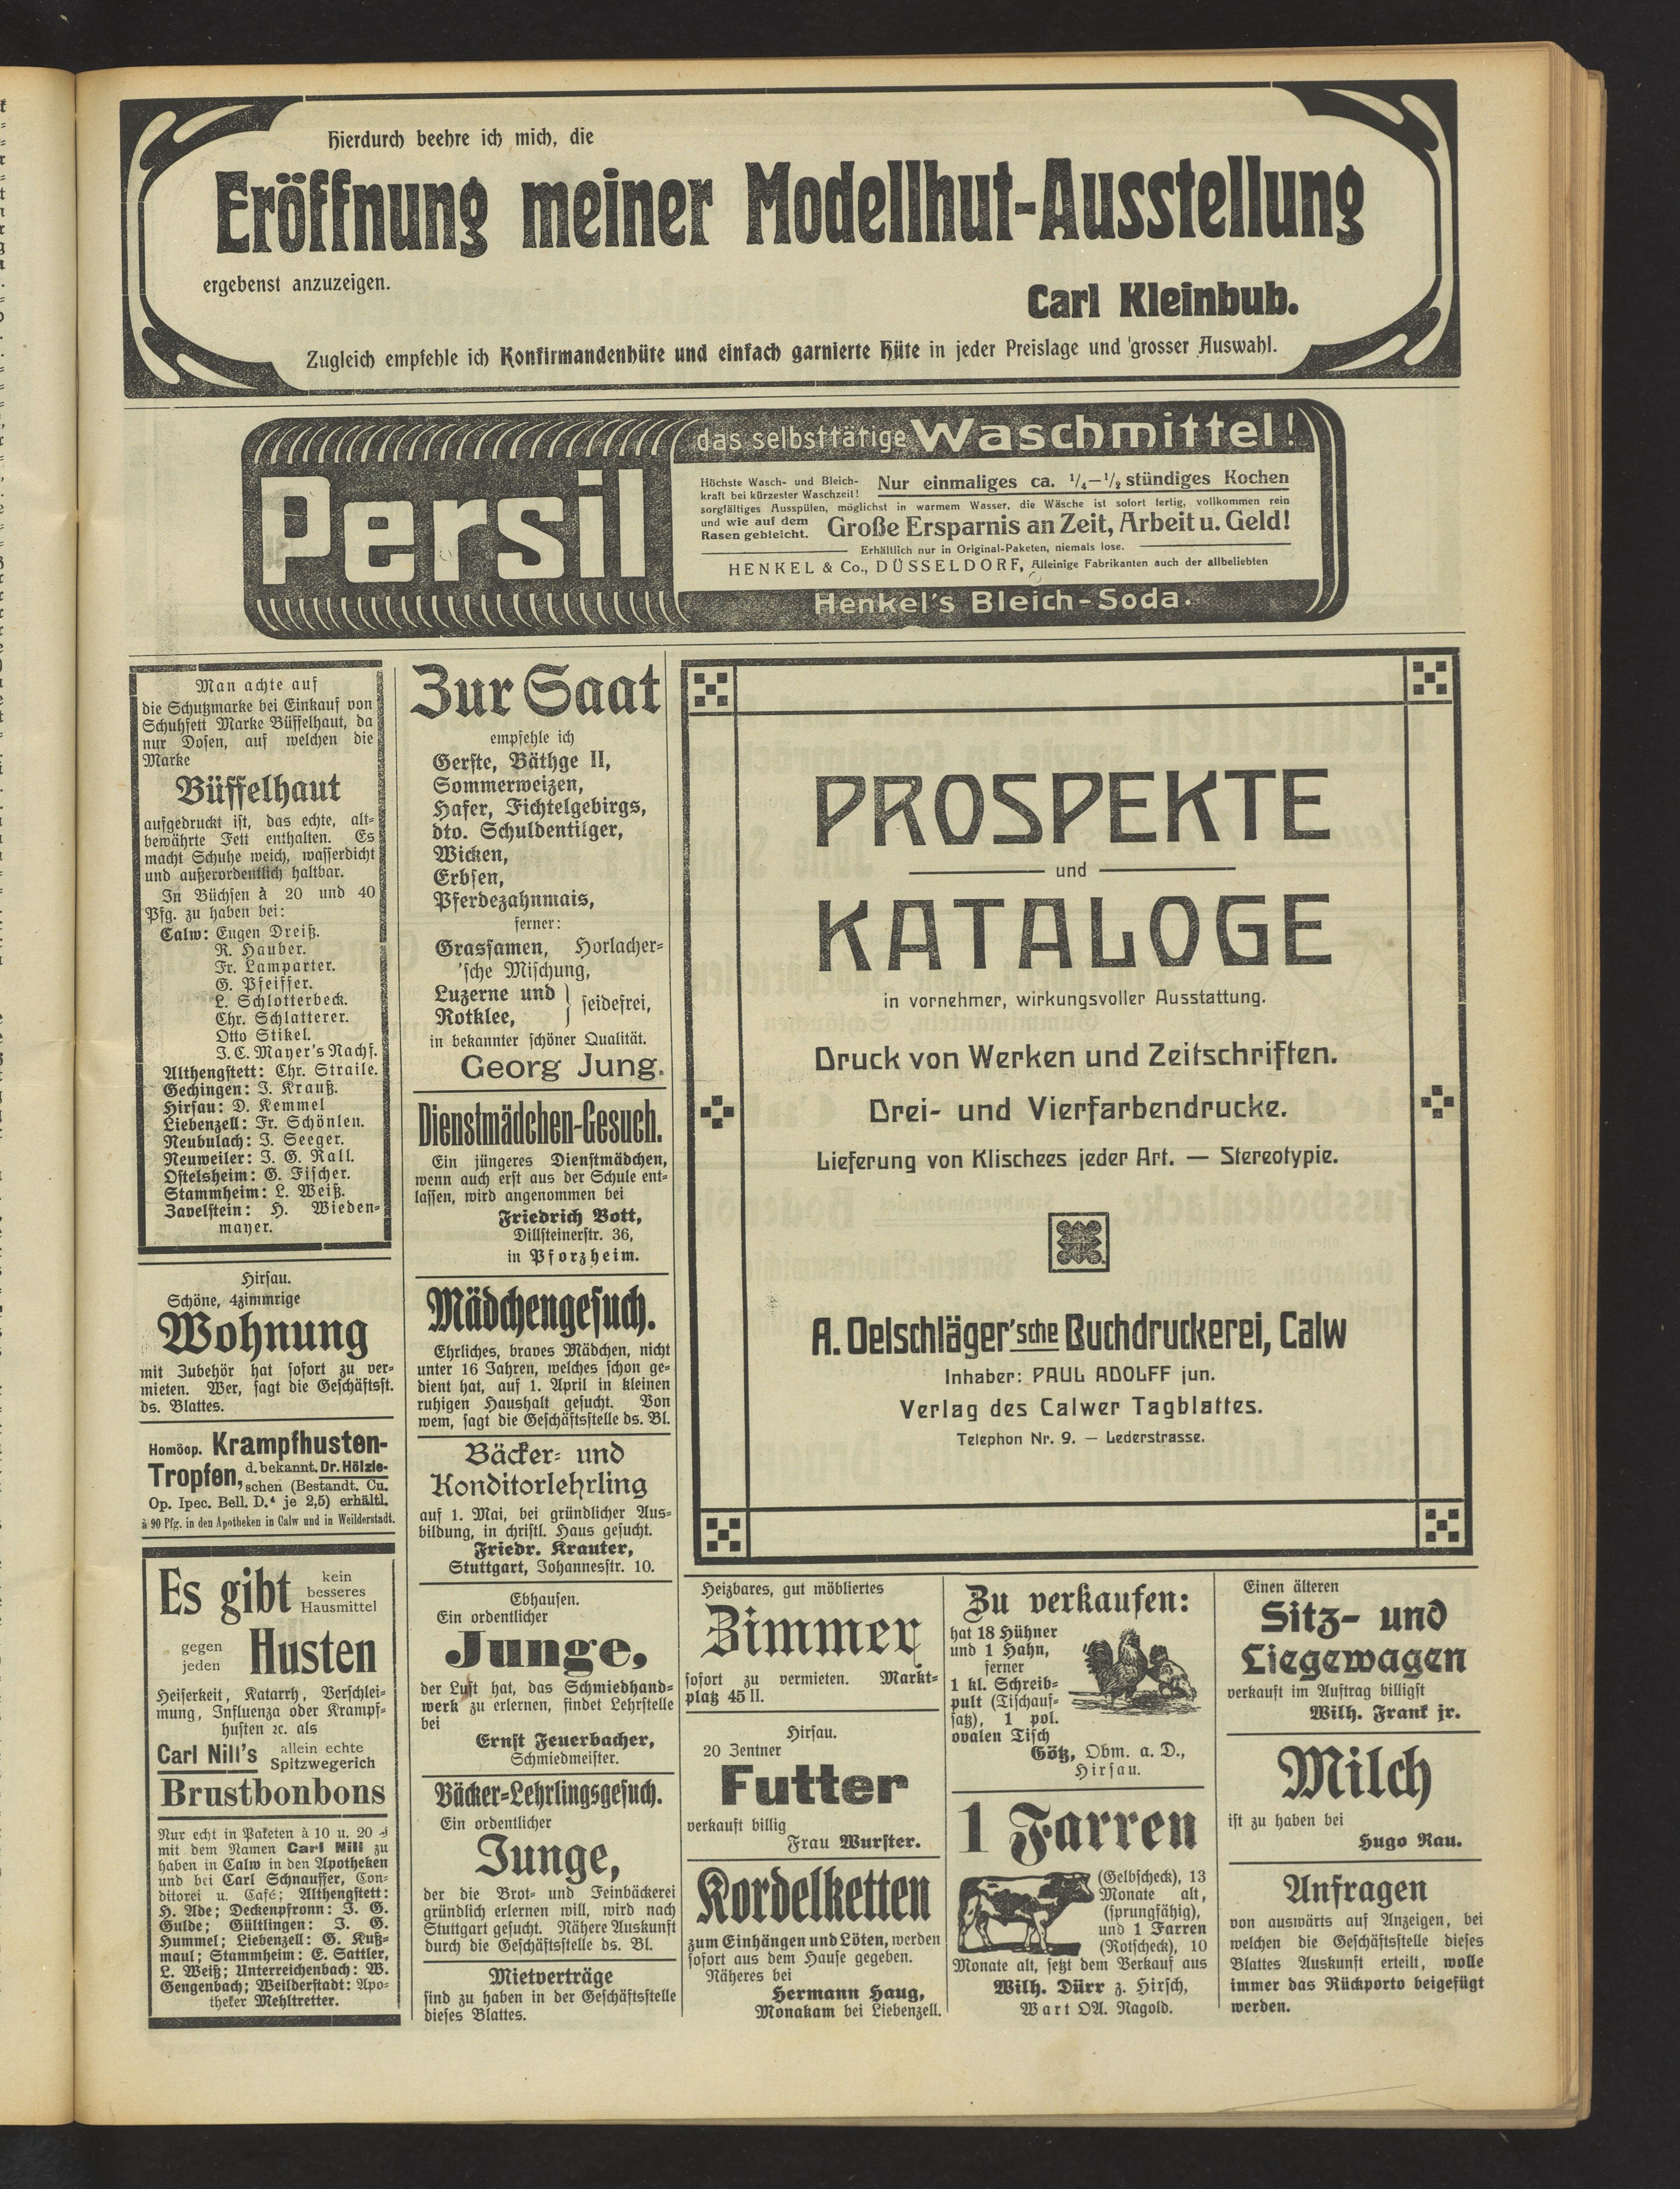 Hierdurch beehre ich mich, die
Eröffnung meiner Modellhut-Ausstellung
ergebenst anzuzeigen.
Carl Kleinbub.
Zugleich empfehle ich Konfirmandenhüte und einfach garnierte Hüte in jeder Preislage und grosser Auswahl.
Persil
das selbsttätige Waschmittel!
Höchste Wasch- und Bleich-
kraft bei kürzester Waschzeit!
Nur einmaliges ca. 1/4—1/2 stündiges Kochen
sorgfältiges Ausspülen, möglichst in warmem Wasser, die Wäsche ist sofort fertig, vollkommen rein
und wie auf dem
Rasen gebleicht.
Große Ersparnis an Zeit, Arbeit u. Geld!
Erhältlich nur in Original-Paketen, niemals lose.
HENKEL & Co., DÜSSELDORF, Alleinige Fabrikanten auch der allbeliebten
Henkel's Bleich-Soda.
Man achte auf
die Schutzmarke bei Einkauf von
Schuhfett Marke Büffelhaut, da
nur Dosen, auf welchen die
Marke
Büffelhaut
aufgedruckt ist, das echte, alt-
bewährte Fett enthalten. Es
macht Schuhe weich, wasserdicht
und außerordentlich haltbar.
In Büchsen à 20 und 40
Pfg. zu haben bei:
Calw: Eugen Dreiß.
R. Hauber.
Fr. Lamparter.
G. Pfeiffer.
L. Schlotterbeck.
Chr. Schlatterer.
Otto Stikel.
J. C. Mayer's Nachf.
Althengstett: Chr. Straile.
Gechingen: J. Krauß.
Hirsau: D. Kemmel
Liebenzell: Fr. Schönlen.
Neubulach: J. Seeger.
Neuweiler: J. G. Rall.
Ostelsheim: G. Fischer.
Stammheim: L. Weiß.
Zavelstein: H. Wieden-
mayer.
Hirsau.
Schöne, 4zimmrige
Wohnung
mit Zubehör hat sofort zu ver-
mieten. Wer, sagt die Geschäftsst.
ds. Blattes.
Homöop. Krampfhusten-
Tropfen, d. bekannt. Dr. Hölzle-
schen (Bestandt. Cu.
Op. Ipec. Bell. D.4 je 2,5) erhältl.
à 90 Pfg. in den Apotheken in Calw und in Weilderstadt.
Es gibt kein
besseres
Hausmittel
gegen
jeden Husten
Heiserkeit, Katarrh, Verschlei-
mung, Influenza oder Krampf-
husten ꝛc. als
Carl Nill's allein echte
Spitzwegerich
Brustbonbons
Nur echt in Paketen à 10 u. 20 ₰
mit dem Namen Carl Nill zu
haben in Calw in den Apotheken
und bei Carl Schnauffer, Con-
ditorei u. Café; Althengstett:
H. Ade; Deckenpfronn: J. G.
Gulde; Gültlingen: J. G.
Hummel; Liebenzell: G. Kuß-
maul; Stammheim: E. Sattler,
L. Weiß; Unterreichenbach: W.
Gengenbach; Weilderstadt: Apo-
theker Mehltretter.
Zur Saat
empfehle ich
Gerste, Bäthge II,
Sommerweizen,
Hafer, Fichtelgebirgs,
dto. Schuldentilger,
Wicken,
Erbsen,
Pferdezahnmais,
ferner:
Grassamen, Horlacher-
'sche Mischung,
Luzerne und
Rotklee, } seidefrei,
in bekannter schöner Qualität.
Georg Jung.
Dienstmädchen-Gesuch.
Ein jüngeres Dienstmädchen,
wenn auch erst aus der Schule ent-
lassen, wird angenommen bei
Friedrich Bott,
Dillsteinerstr. 36,
in Pforzheim.
Mädchengesuch.
Ehrliches, braves Mädchen, nicht
unter 16 Jahren, welches schon ge-
dient hat, auf 1. April in kleinen
ruhigen Haushalt gesucht. Von
wem, sagt die Geschäftsstelle ds. Bl.
Bäcker- und
Konditorlehrling
auf 1. Mai, bei gründlicher Aus-
bildung, in christl. Haus gesucht.
Friedr. Krauter,
Stuttgart, Johannesstr. 10.
Ebhausen.
Ein ordentlicher
Junge,
der Luft hat, das Schmiedhand-
werk zu erlernen, findet Lehrstelle
bei
Ernst Feuerbacher,
Schmiedmeister.
Bäcker-Lehrlingsgesuch.
Ein ordentlicher
Junge,
der die Brot- und Feinbäckerei
gründlich erlernen will, wird nach
Stuttgart gesucht. Nähere Auskunft
durch die Geschäftsstelle ds. Bl.
Mietverträge
sind zu haben in der Geschäftsstelle
dieses Blattes.
PROSPEKTE
und
KATALOGE
in vornehmer, wirkungsvoller Ausstattung.
Druck von Werken und Zeitschriften.
Drei- und Vierfarbendrucke.
Lieferung von Klischees jeder Art. — Stereotypie.
A. Oelschläger'sche Buchdruckerei, Calw
Inhaber: PAUL ADOLFF jun.
Verlag des Calwer Tagblattes.
Telephon Nr. 9. — Lederstrasse.
Heizbares, gut möbliertes
Zimmer
sofort zu vermieten. Markt-
platz 45 II.
Hirsau.
20 Zentner
Futter
verkauft billig
Frau Wurster.
Kordelketten
zum Einhängen und Löten, werden
sofort aus dem Hause gegeben.
Näheres bei
Hermann Haug,
Monakam bei Liebenzell.
Zu verkaufen:
hat 18 Hühner
und 1 Hahn,
ferner
1 kl. Schreib-
pult (Tischauf-
satz), 1 pol.
ovalen Tisch
Götz, Obm. a. D.,
Hirsau.
1 Farren
(Gelbscheck), 13
Monate alt,
(sprungfähig),
und 1 Farren
(Rotscheck), 10
Monate alt, setzt dem Verkauf aus
Wilh. Dürr z. Hirsch,
Wart OA. Nagold.
Einen älteren
Sitz- und
Liegewagen
verkauft im Auftrag billigst
Wilh. Frank jr.
Milch
ist zu haben bei
Hugo Rau.
Anfragen
von auswärts auf Anzeigen, bei
welchen die Geschäftsstelle dieses
Blattes Auskunft erteilt, wolle
immer das Rückporto beigefügt
werden.